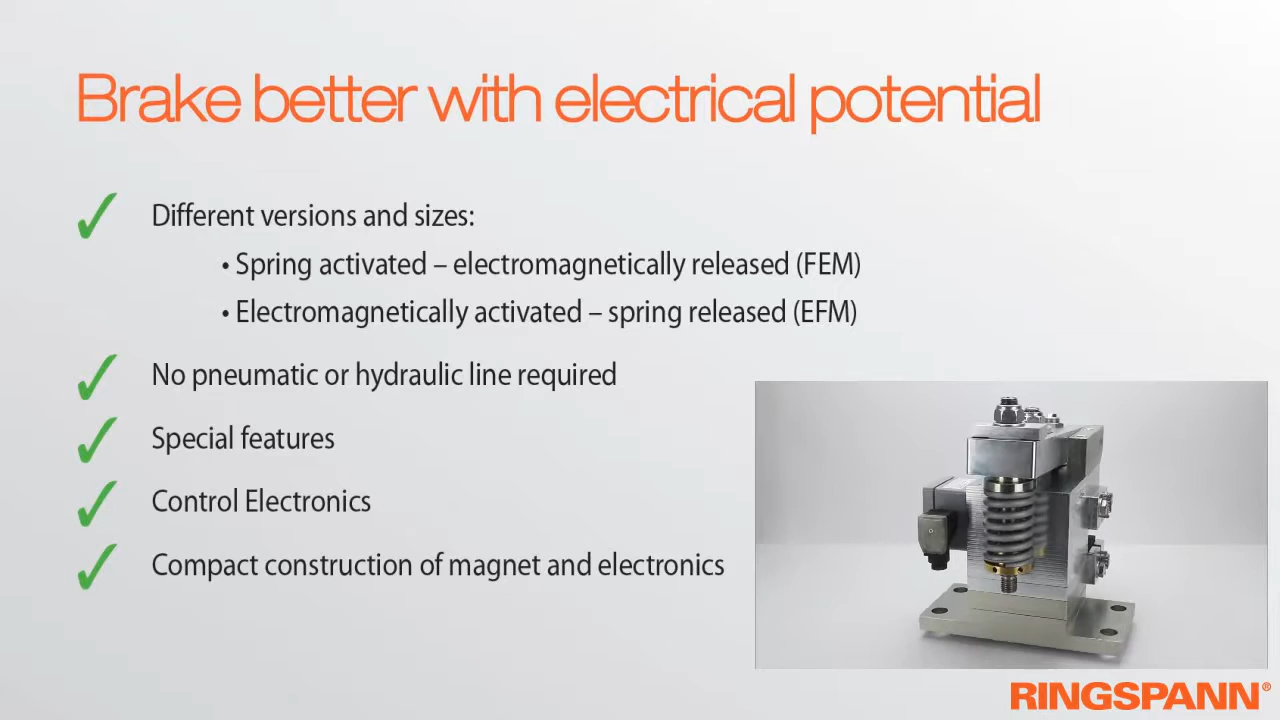 Brake better with electrical potential
Different versions and sizes:
• Spring activated – electromagnetically released (FEM)
• Electromagnetically activated – spring released (EFM)
No pneumatic or hydraulic line required
Special features
Control Electronics
Compact construction of magnet and electronics
RINGSPANN®